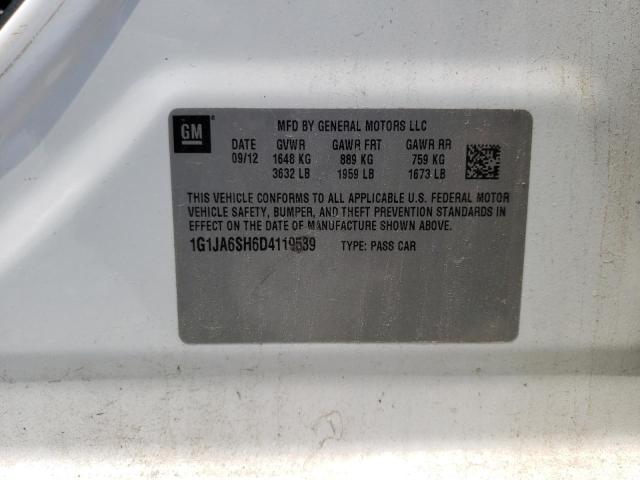 GM
MFD BY GENERAL MOTORS LLC
DATE GVWR GAWR FRT GAWR RR
09/12 1648 KG 889 KG 759 KG
3632 LB 1959 LB 1673 LB
THIS VEHICLE CONFORMS TO ALL APPLICABLE U.S. FEDERAL MOTOR
VEHICLE SAFETY, BUMPER, AND THEFT PREVENTION STANDARDS IN
EFFECT ON THE DATE OF MANUFACTURE SHOWN ABOVE.
1G1JA6SH6D4119539 TYPE: PASS CAR